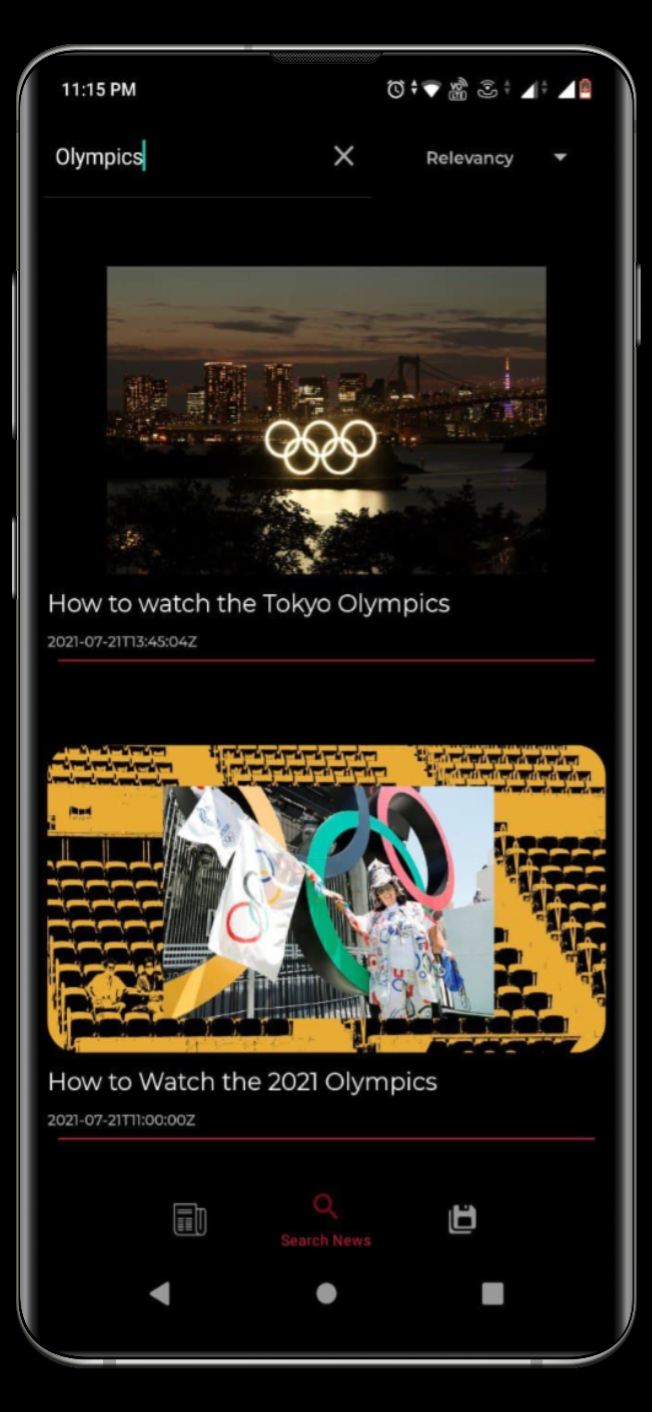 11:15 PM
Olympics
Relevancy
How to watch the Tokyo Olympics
2021-07-21T13:45:04Z
How to Watch the 2021 Olympics
2021-07-21T11:00:00Z
Search News